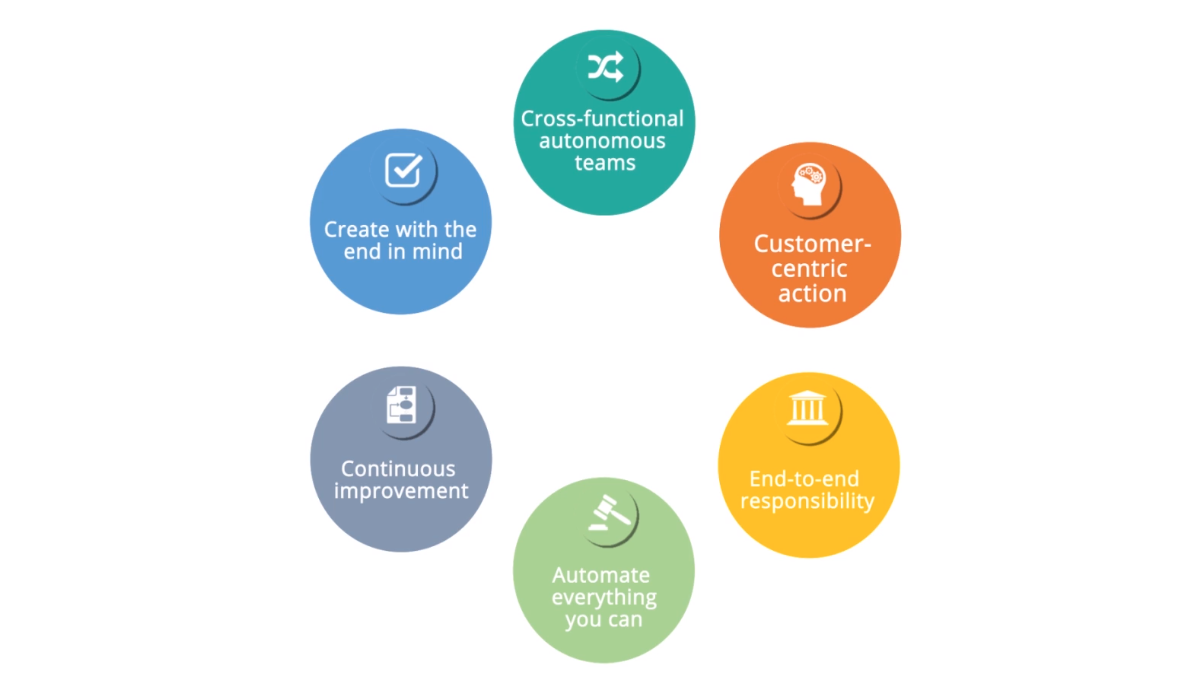 Cross-functional
autonomous
teams
Customer-
centric
action
End-to-end
responsibility
Automate
everything
you can
Continuous
improvement
Create with the
end in mind